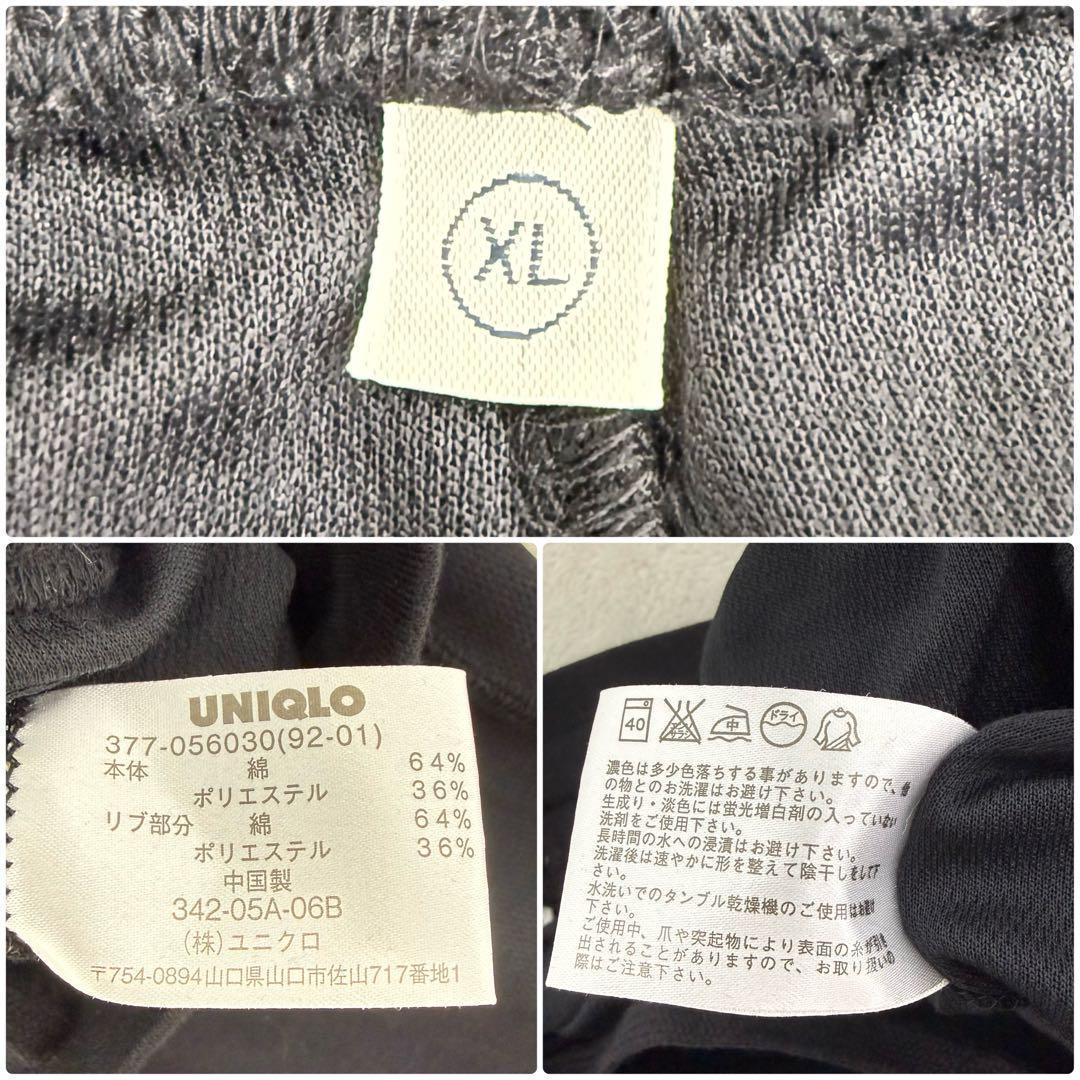 XL
UNIQLO
377-056030(92-01)
本体 綿 64%
ポリエステル 36%
リブ部分 綿 64%
ポリエステル 36%
中国製
342-05A-06B
(株)ユニクロ
〒754-0894山口県山口市佐山717番地1
40 中 ドライ
濃色は多少色落ちする事がありますので、他
の物とのお洗濯はお避け下さい。
生成り・淡色には蛍光増白剤の入っていない
洗剤をご使用下さい。
長時間の水への浸漬はお避け下さい。
洗濯後は速やかに形を整えて陰干しをして下
さい。
水洗いでのタンブル乾燥機のご使用はお避け
下さい。
ご使用中、爪や突起物により表面の糸が引き
出されることがありますので、お取り扱いの
際はご注意下さい。